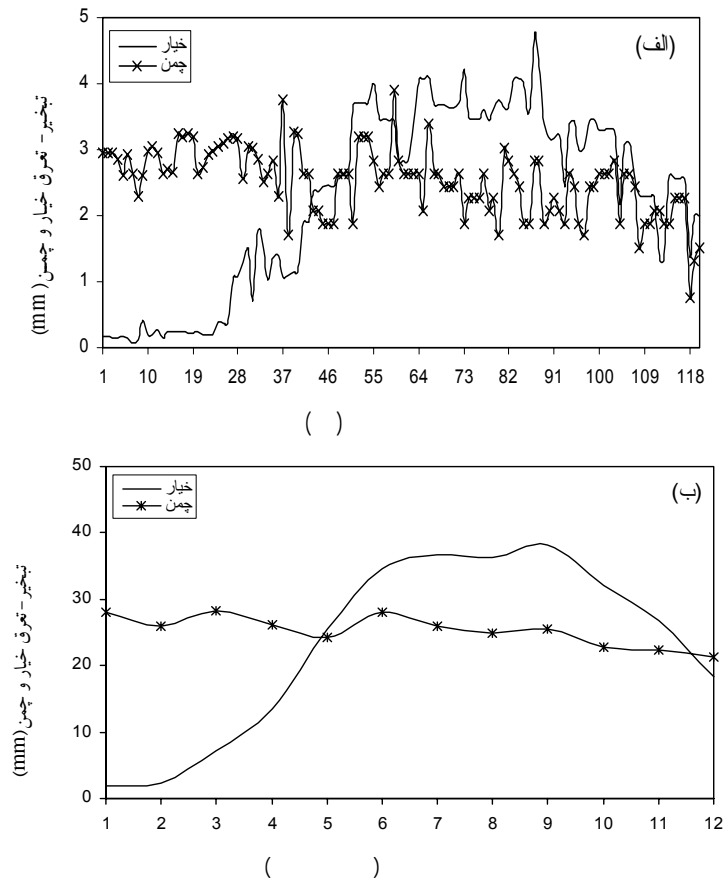 (الف)
خیار
چمن
تبخیر - تعرق خیار و چمن (mm)
5
4
3
2
1
0
1 10 19 28 37 46 55 64 73 82 91 100 109 118
( )
(ب)
خیار
چمن
تبخیر - تعرق خیار و چمن (mm)
50
40
30
20
10
0
1 2 3 4 5 6 7 8 9 10 11 12
( )